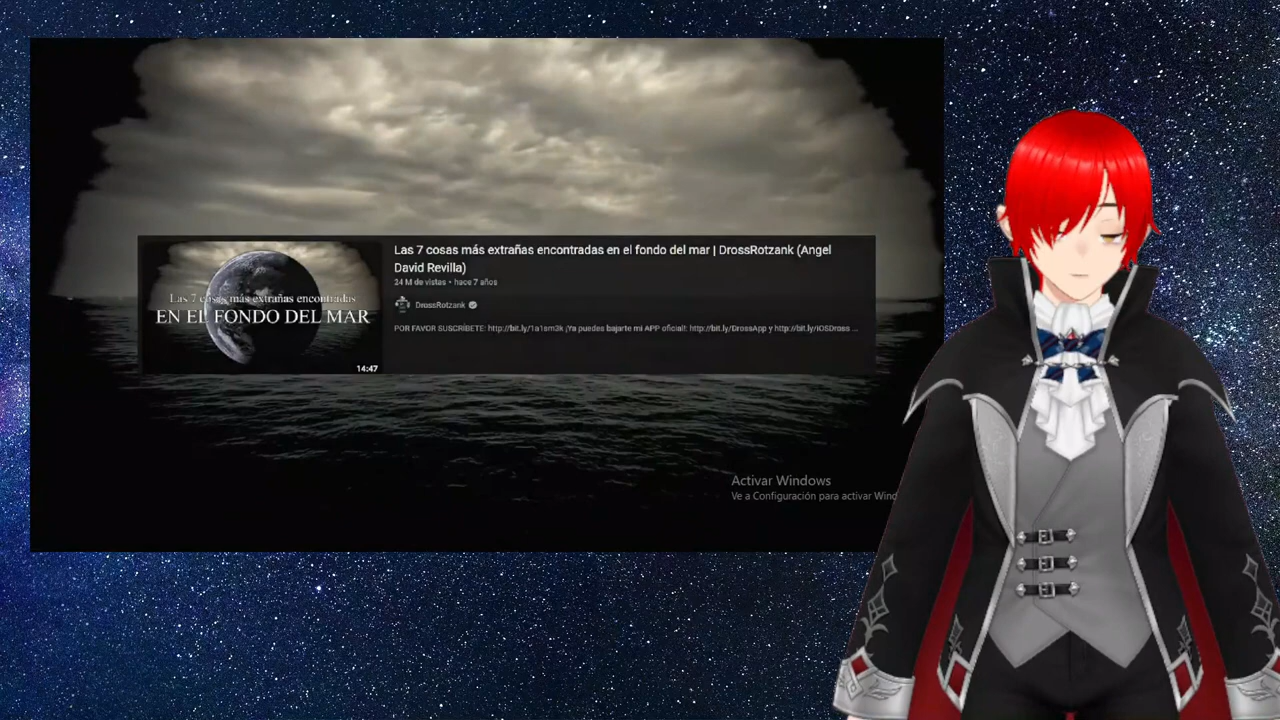 Las 7 cosas más extrañas encontradas en el fondo del mar | DrossRotzank (Angel
David Revilla)
24 M de vistas • hace 7 años
DrossRotzank
POR FAVOR SUSCRÍBETE: http://bit.ly/1a1sm3k ¡Ya puedes bajarte mi APP oficial!: http://bit.ly/DrossApp y http://bit.ly/iOSDross ...
Las 7 cosas más extrañas encontradas
EN EL FONDO DEL MAR
14:47
Activar Windows
Ve a Configuración para activar Wind